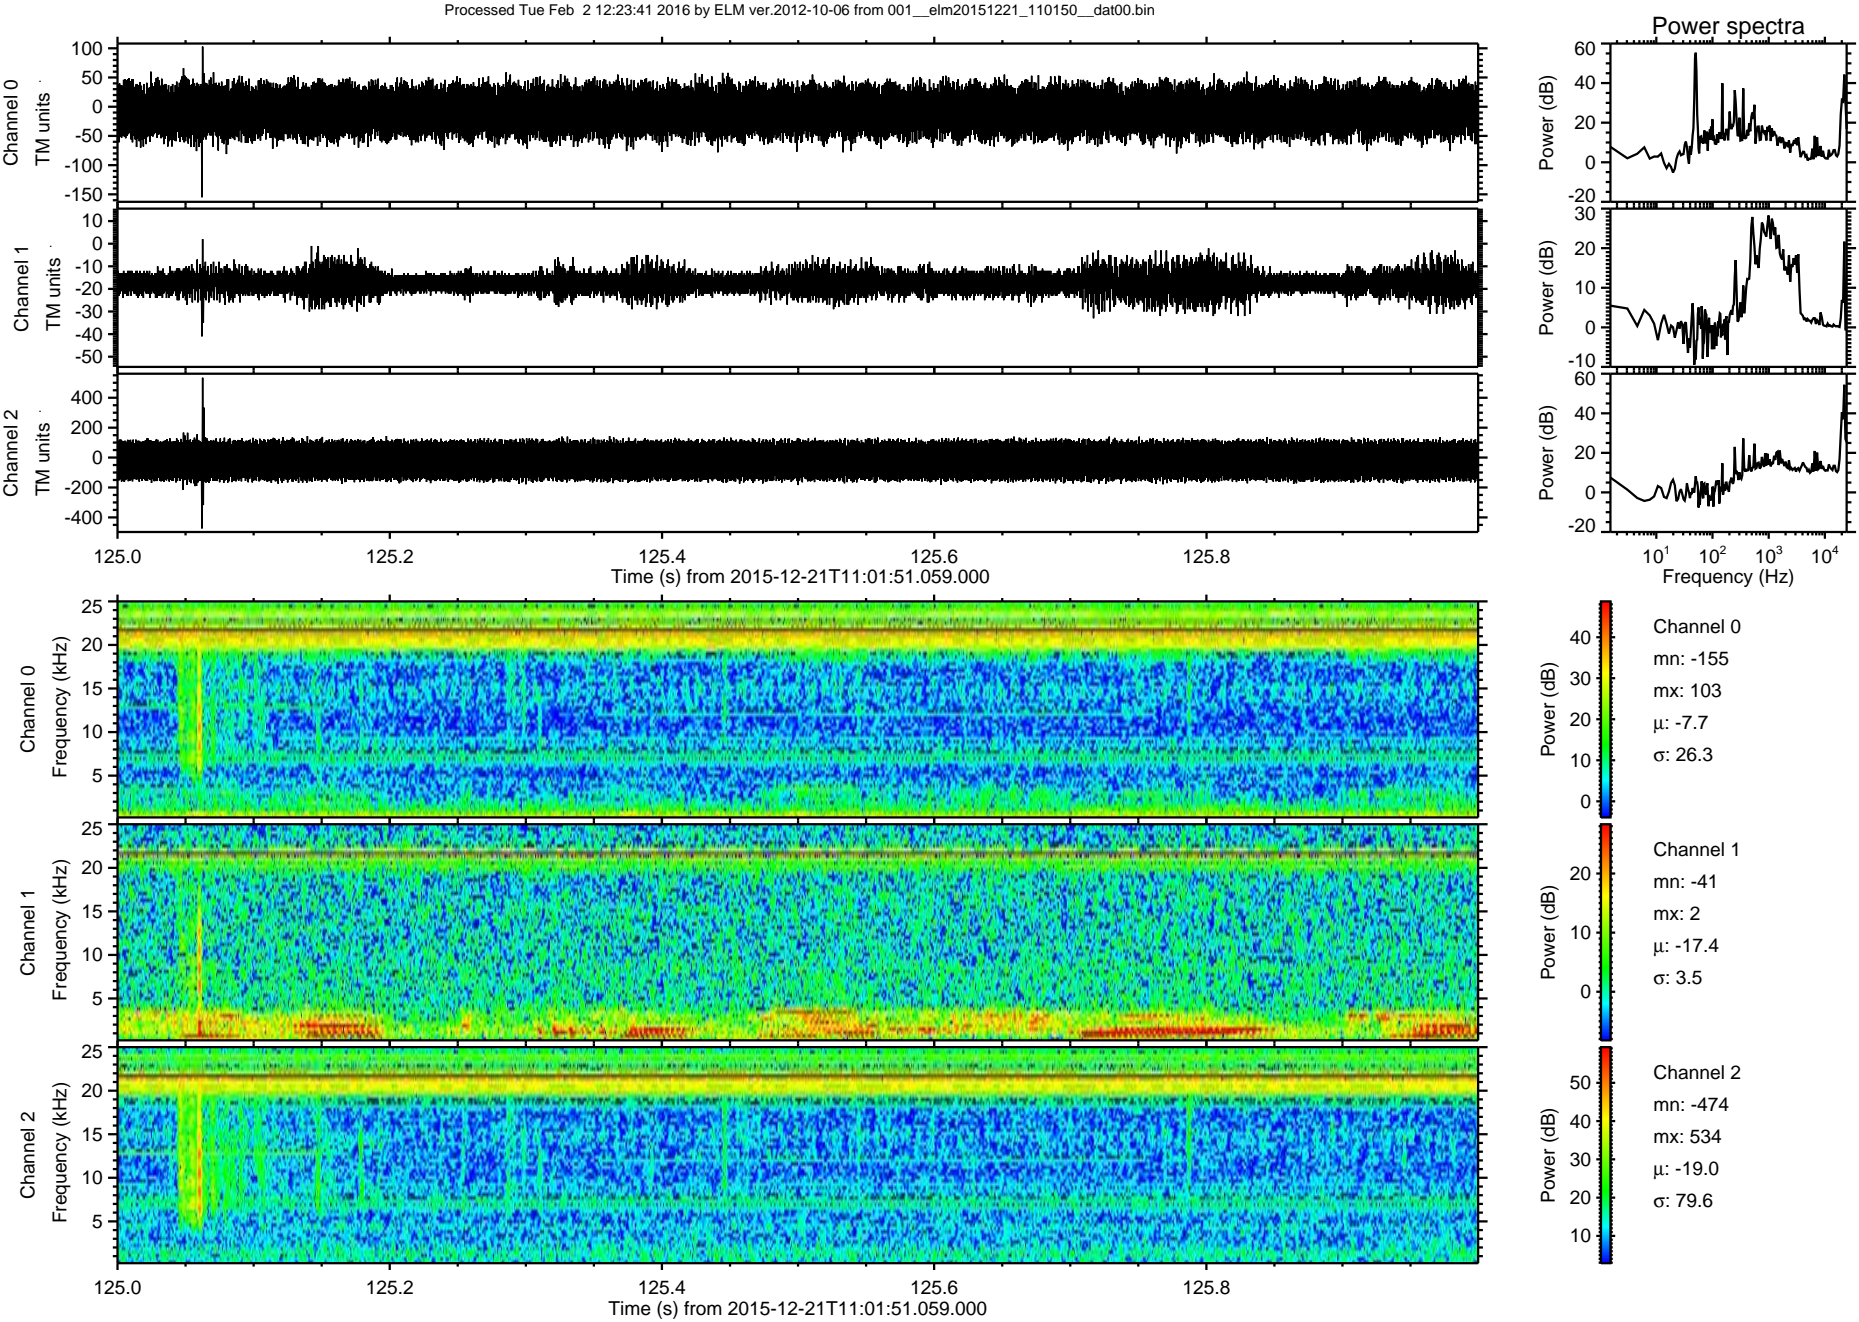 Processed Tue Feb  2 12:23:41 2016 by ELM ver.2012-10-06 from 001__elm20151221_110150__dat00.bin
Power spectra
Channel 0
TM units
100
50
0
-50
-100
-150
Power (dB)
60
40
20
0
-20
Channel 1
TM units
10
0
-10
-20
-30
-40
-50
Power (dB)
30
20
10
0
-10
Channel 2
TM units
400
200
0
-200
-400
Power (dB)
60
40
20
0
-20
125.0 125.2 125.4 125.6 125.8
Time (s) from 2015-12-21T11:01:51.059.000
10^1 10^2 10^3 10^4
Frequency (Hz)
Channel 0
Frequency (kHz)
25
20
15
10
5
Power (dB)
40
30
20
10
0
Channel 0
mn: -155
mx: 103
μ: -7.7
σ: 26.3
Channel 1
Frequency (kHz)
25
20
15
10
5
Power (dB)
20
10
0
Channel 1
mn: -41
mx: 2
μ: -17.4
σ: 3.5
Channel 2
Frequency (kHz)
25
20
15
10
5
Power (dB)
50
40
30
20
10
Channel 2
mn: -474
mx: 534
μ: -19.0
σ: 79.6
125.0 125.2 125.4 125.6 125.8
Time (s) from 2015-12-21T11:01:51.059.000